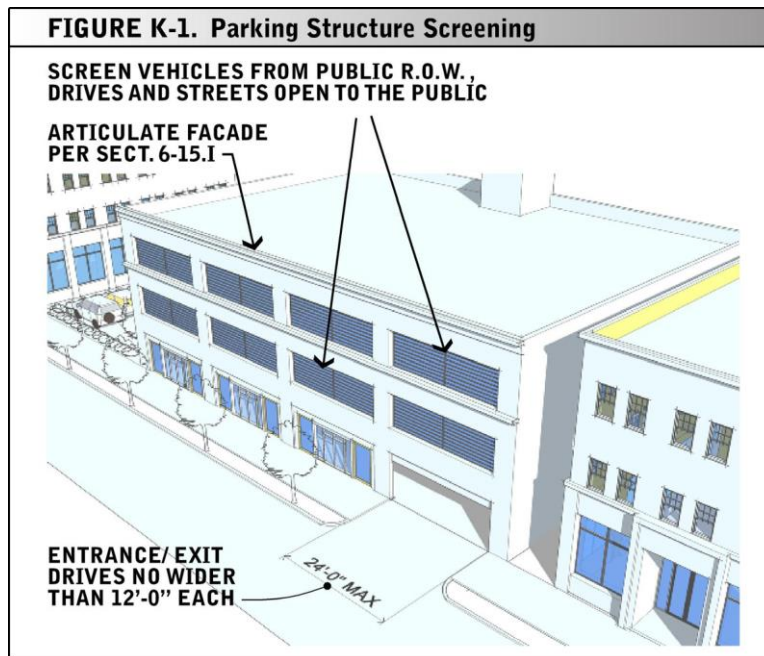 FIGURE K-1. Parking Structure Screening
SCREEN VEHICLES FROM PUBLIC R.O.W.,
DRIVES AND STREETS OPEN TO THE PUBLIC
ARTICULATE FACADE
PER SECT. 6-15.I
ENTRANCE/EXIT
DRIVES NO WIDER
THAN 12'-0" EACH
24'-0" MAX